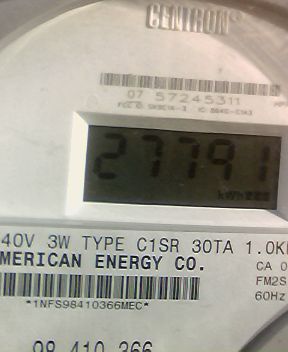 CENTRON®
07 57245311
27791
kWh
40V 3W TYPE C1SR 30TA 1.0K
MERICAN ENERGY CO.
CA 0
FM2S
60Hz
*1NFS98410366MEC*
98 410 366